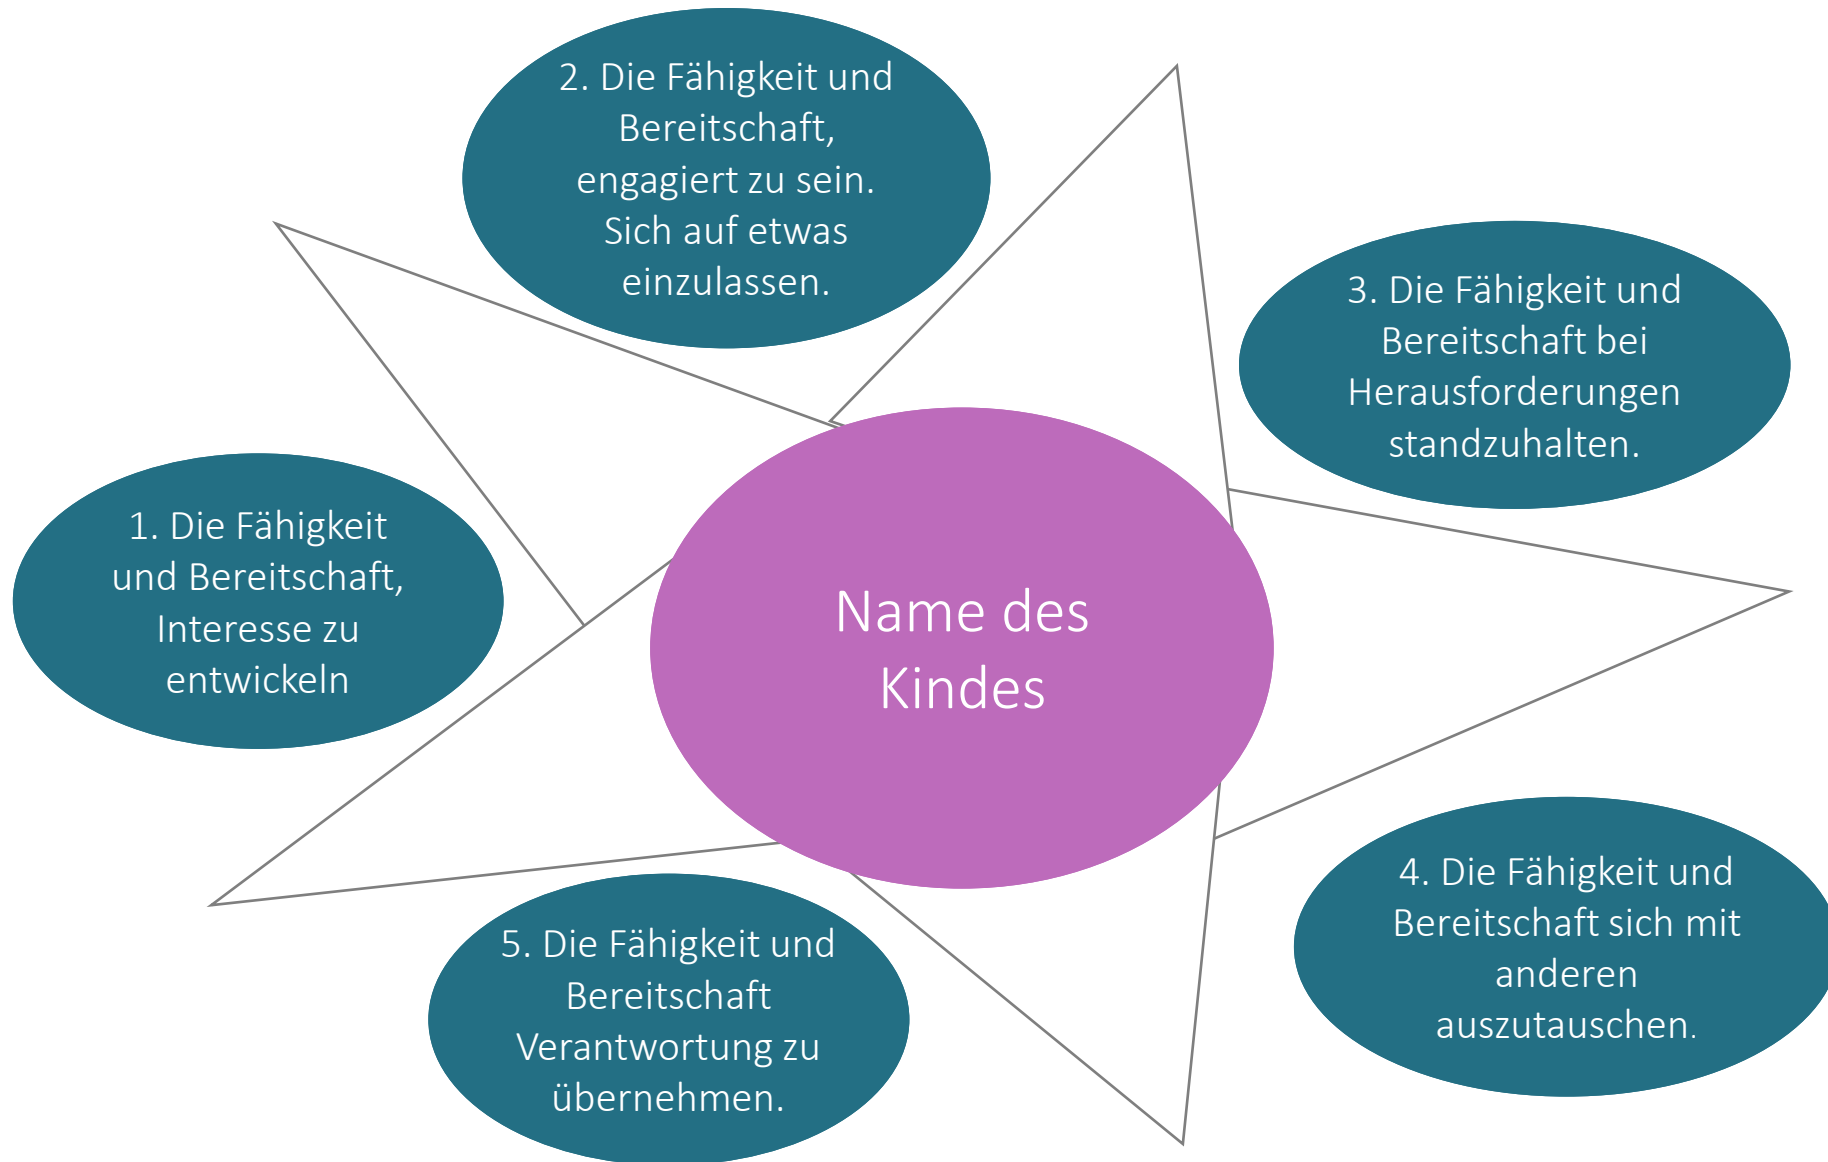 2. Die Fähigkeit und
Bereitschaft,
engagiert zu sein.
Sich auf etwas
einzulassen.
3. Die Fähigkeit und
Bereitschaft bei
Herausforderungen
standzuhalten.
1. Die Fähigkeit
und Bereitschaft,
Interesse zu
entwickeln
Name des
Kindes
4. Die Fähigkeit und
Bereitschaft sich mit
anderen
auszutauschen.
5. Die Fähigkeit und
Bereitschaft
Verantwortung zu
übernehmen.